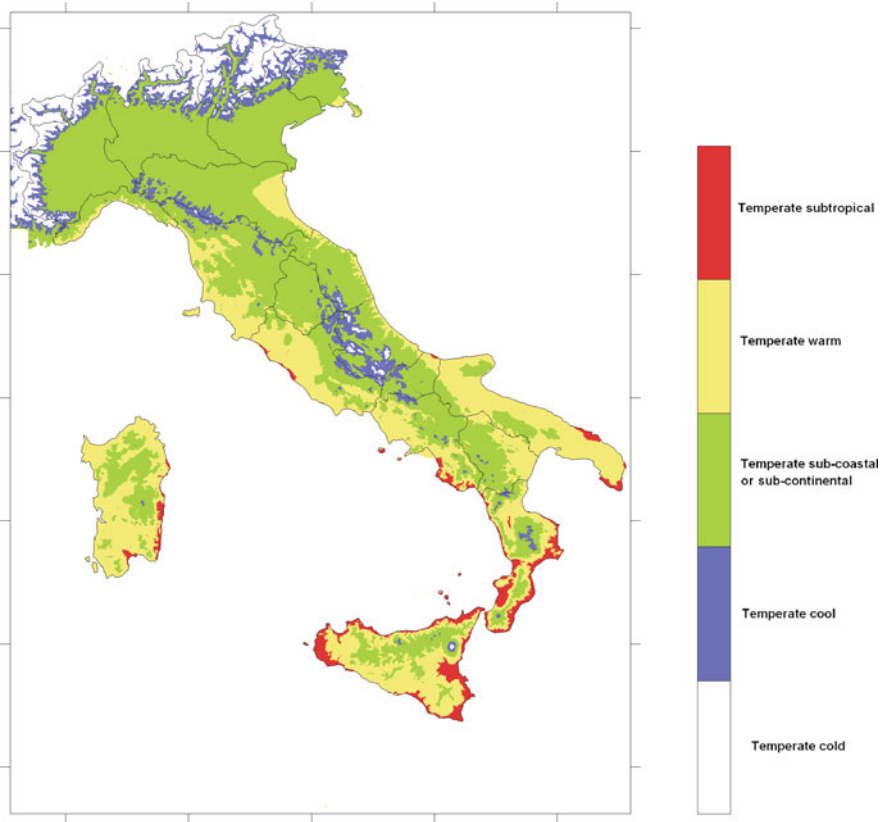 Temperate subtropical
Temperate warm
Temperate sub-coastal
or sub-continental
Temperate cool
Temperate cold